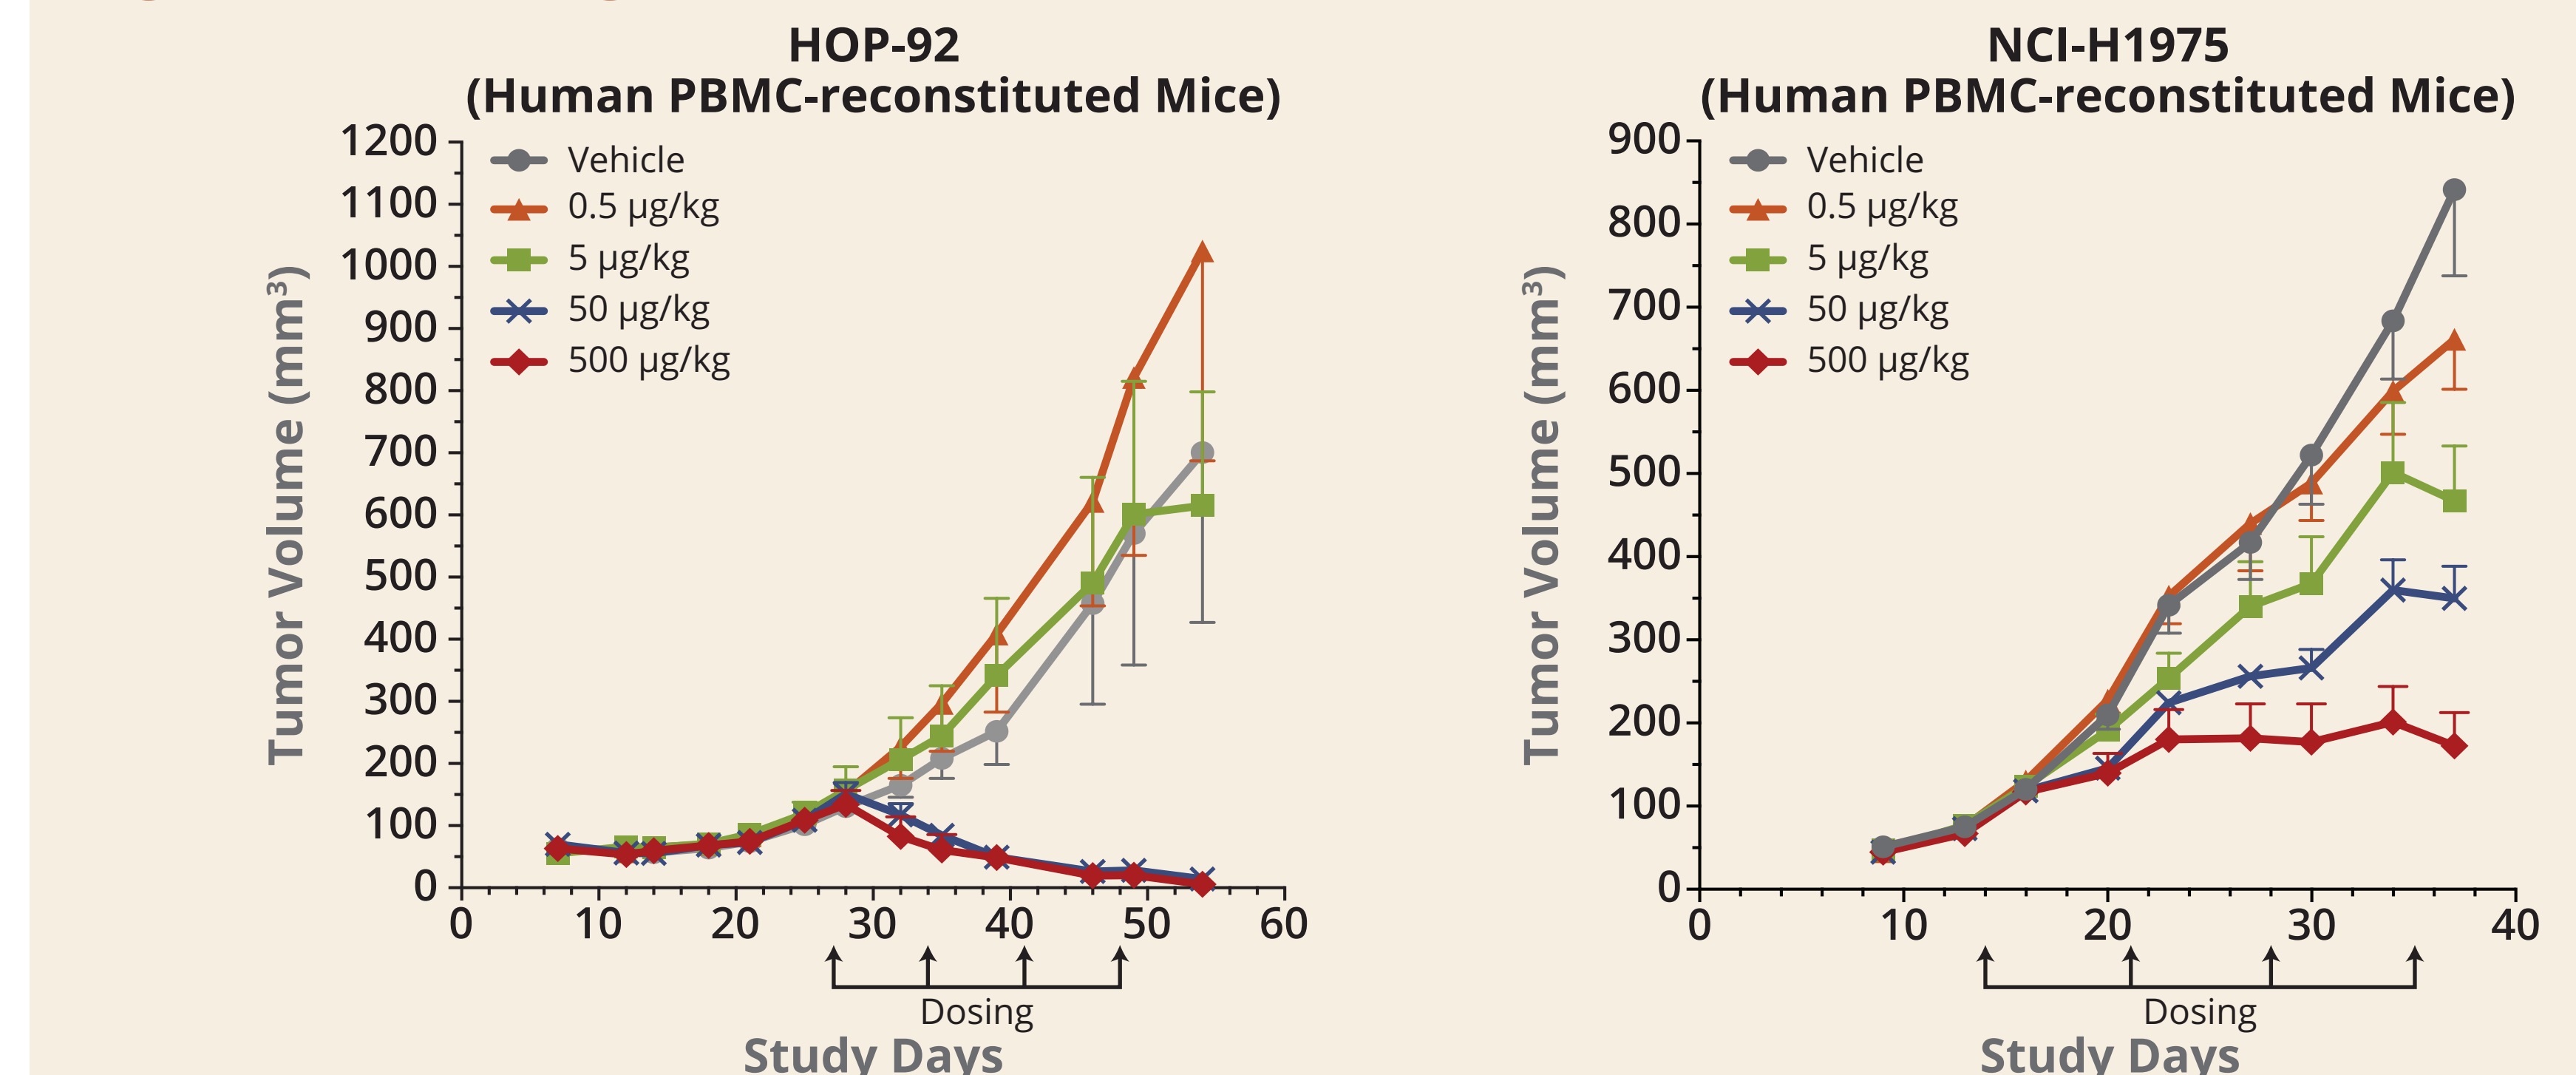 HOP-92
(Human PBMC-reconstituted Mice)
Tumor Volume (mm³)
1200
1100
1000
900
800
700
600
500
400
300
200
100
0
Vehicle
0.5 µg/kg
5 µg/kg
50 µg/kg
500 µg/kg
0 10 20 30 40 50 60
Dosing
Study Days
NCI-H1975
(Human PBMC-reconstituted Mice)
Tumor Volume (mm³)
900
800
700
600
500
400
300
200
100
0
Vehicle
0.5 µg/kg
5 µg/kg
50 µg/kg
500 µg/kg
0 10 20 30 40
Dosing
Study Days